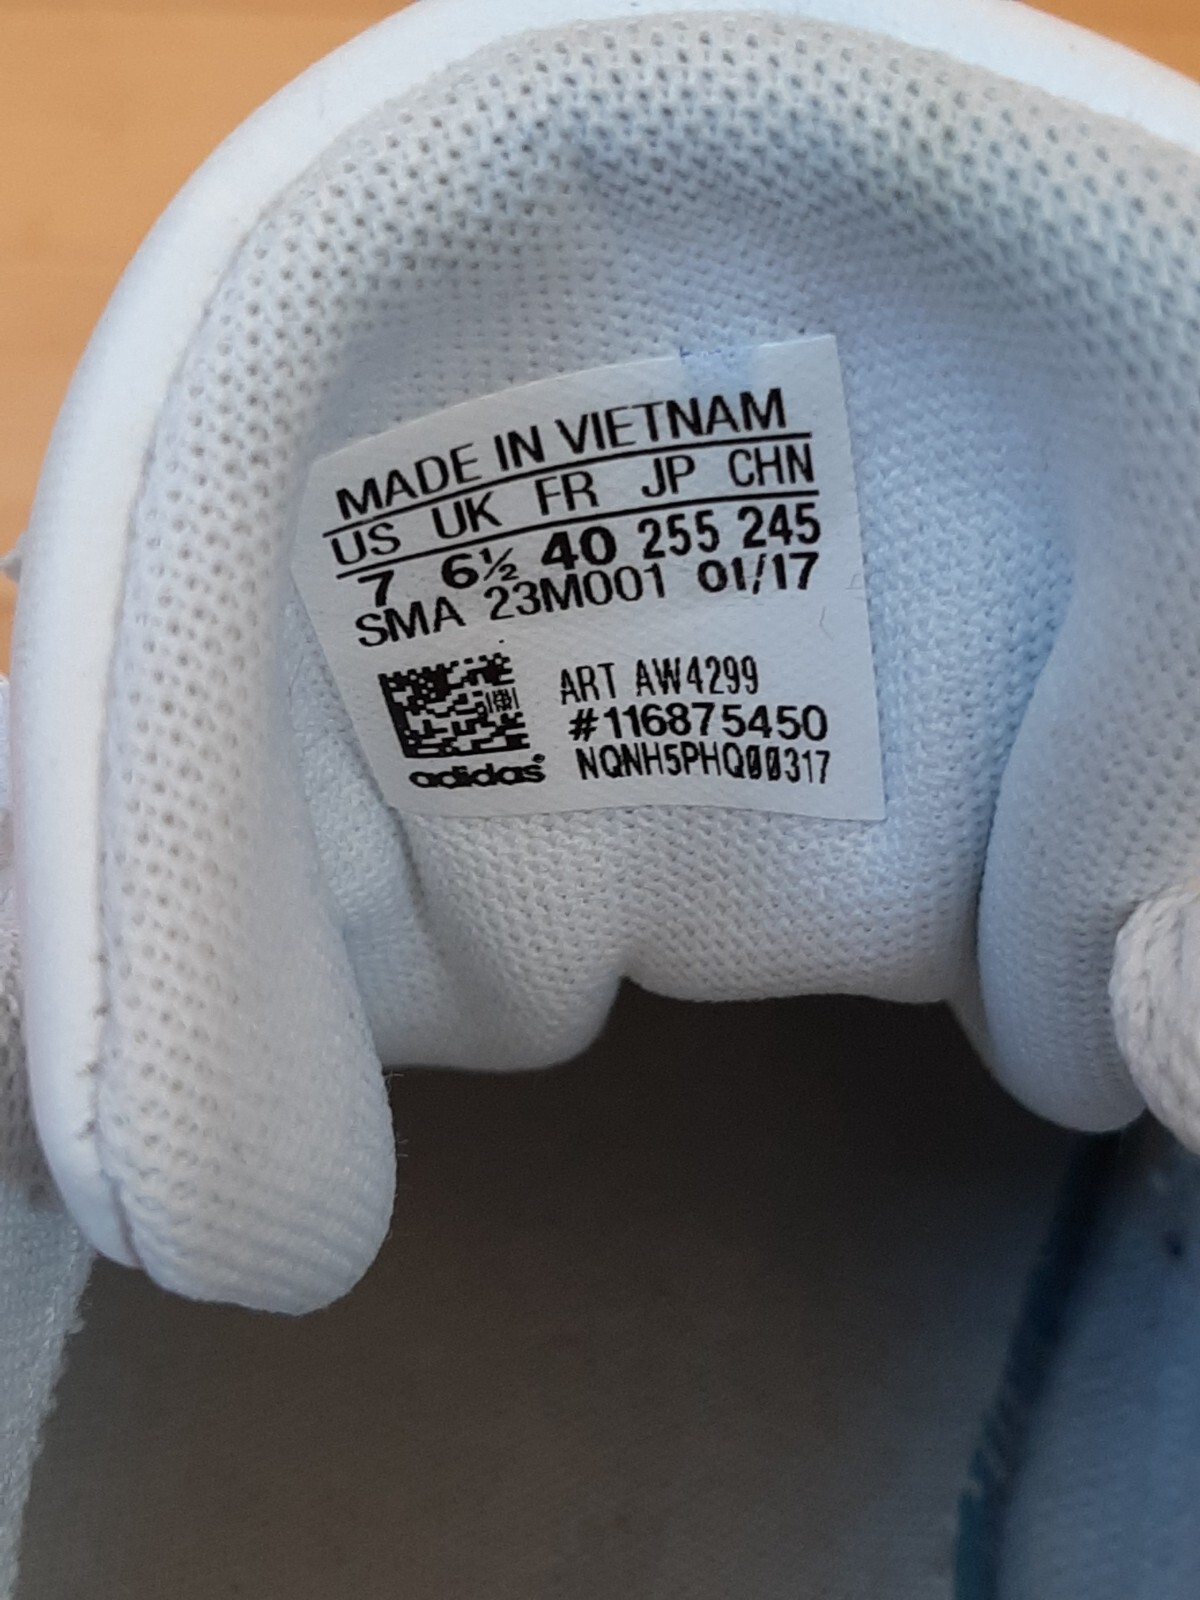 MADE IN VIETNAM
US UK FR JP CHN
7 6½ 40 255 245
SMA 23M001 01/17
ART AW4299
#116875450
adidas NQNH5PHQ00317